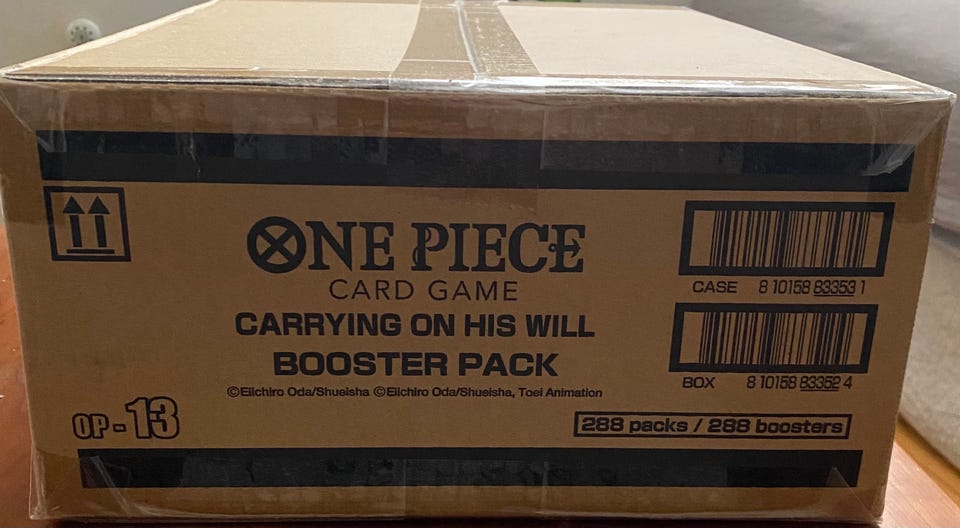 ONE PIECE
CARD GAME
CARRYING ON HIS WILL
BOOSTER PACK
©Eiichiro Oda/Shueisha ©Eiichiro Oda/Shueisha, Toei Animation
OP-13
CASE 8 10158 83353 1
BOX 8 10158 83352 4
288 packs / 288 boosters